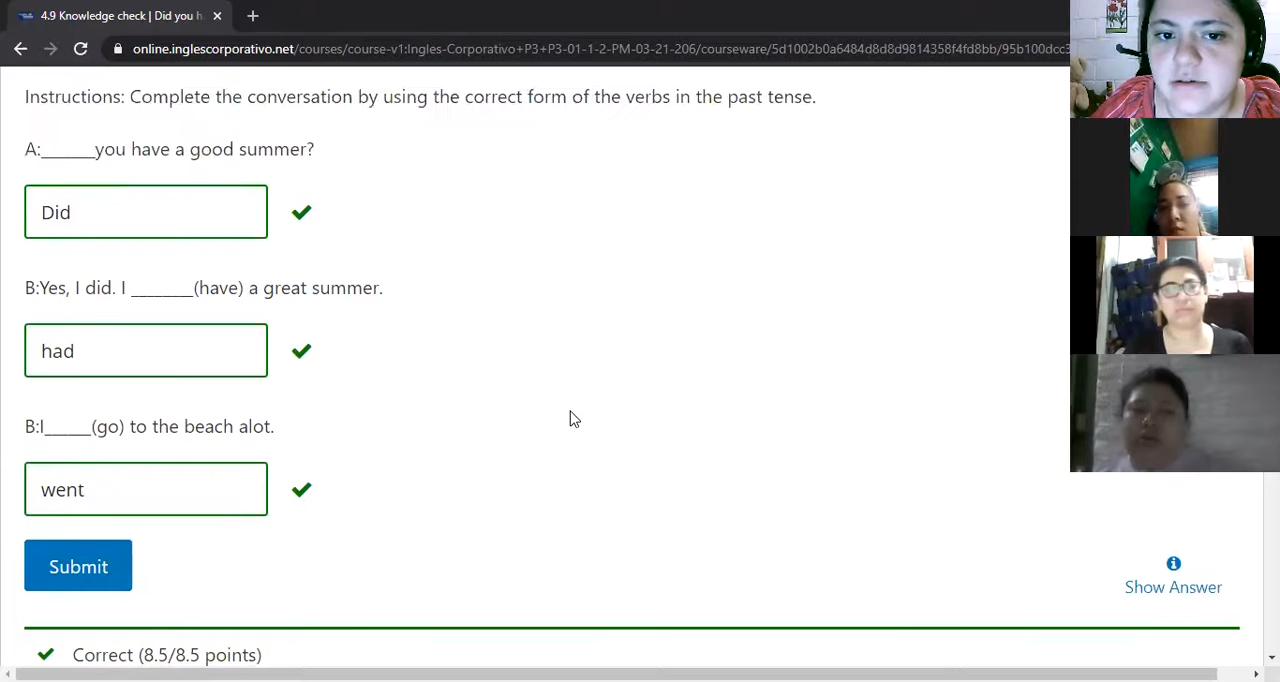 4.9 Knowledge check | Did you h
online.inglescorporativo.net/courses/course-v1:Ingles-Corporativo+P3+P3-01-1-2-PM-03-21-206/courseware/5d1002b0a6484d8d8d9814358f4fd8bb/95b100dcc3
Instructions: Complete the conversation by using the correct form of the verbs in the past tense.
A:______you have a good summer?
Did
B:Yes, I did. I _______(have) a great summer.
had
B:I_____(go) to the beach alot.
went
Submit
Show Answer
Correct (8.5/8.5 points)